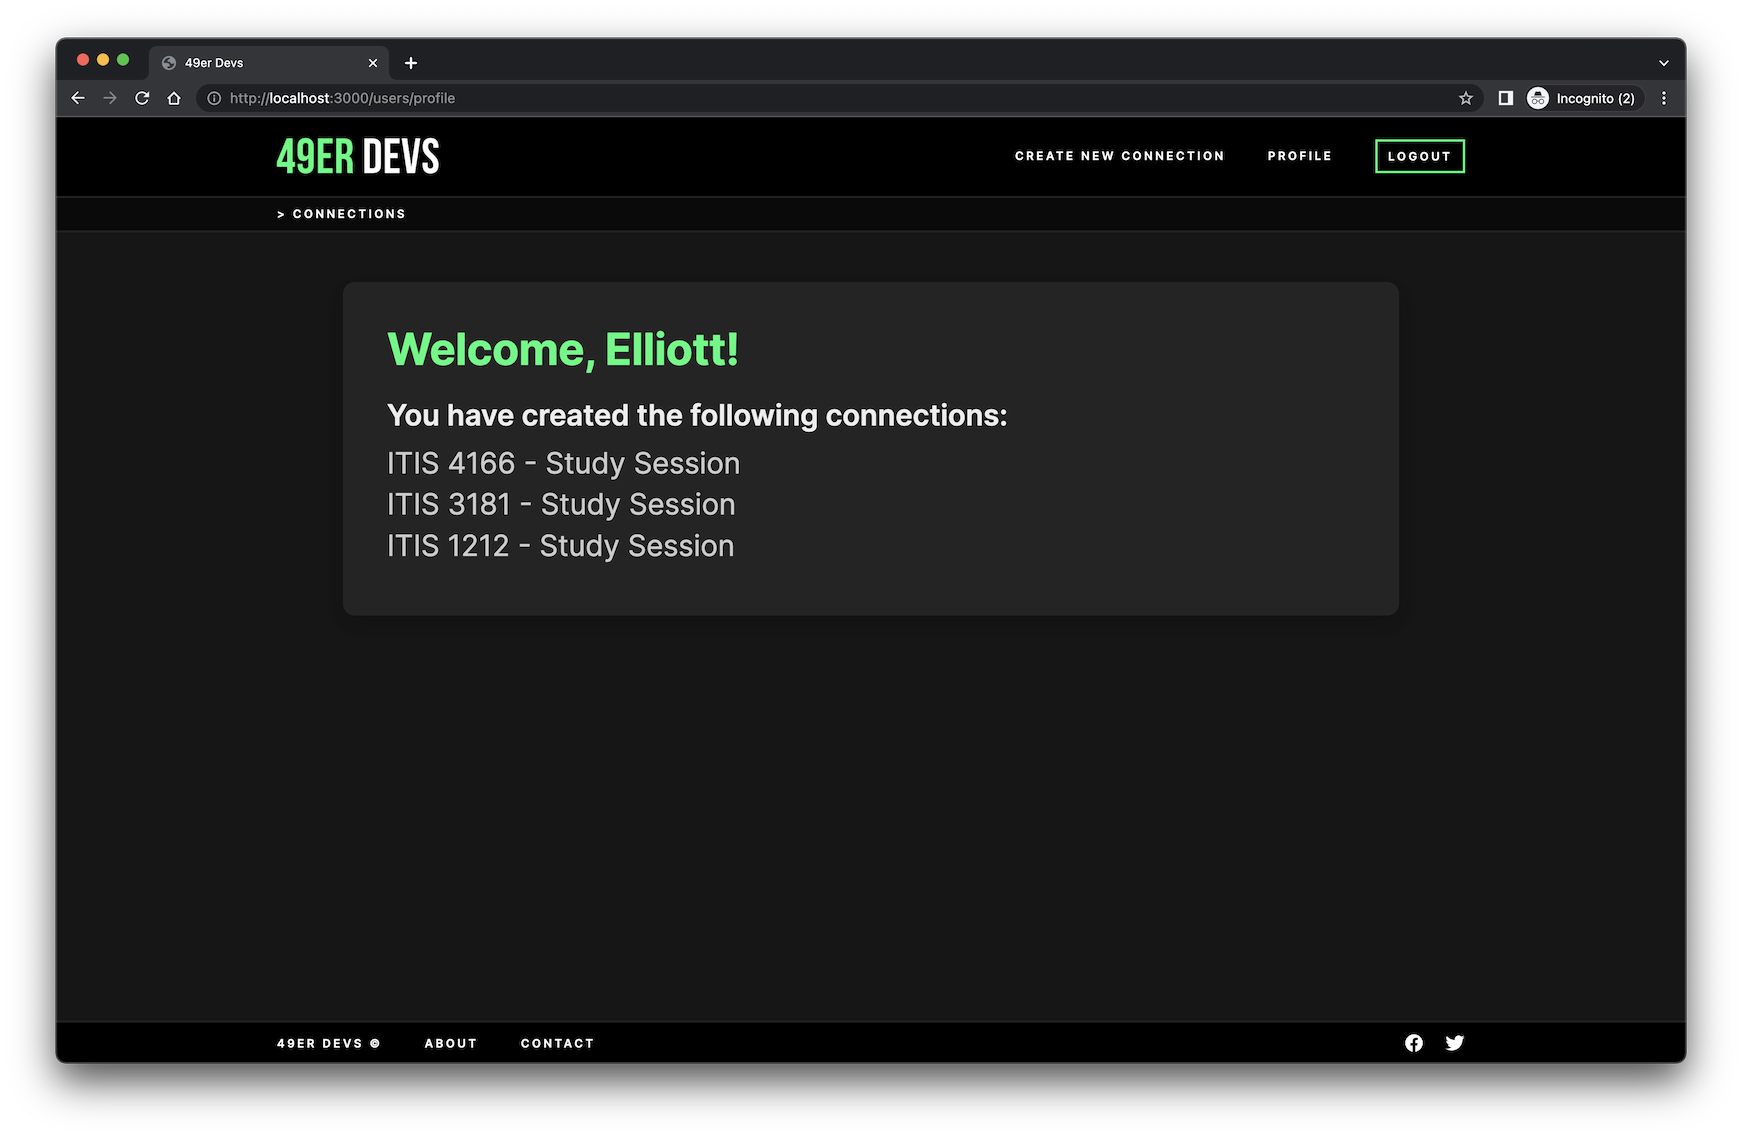 49er Devs
http://localhost:3000/users/profile
Incognito (2)
49ER DEVS
CREATE NEW CONNECTION
PROFILE
LOGOUT
> CONNECTIONS
Welcome, Elliott!
You have created the following connections:
ITIS 4166 - Study Session
ITIS 3181 - Study Session
ITIS 1212 - Study Session
49ER DEVS ©
ABOUT
CONTACT